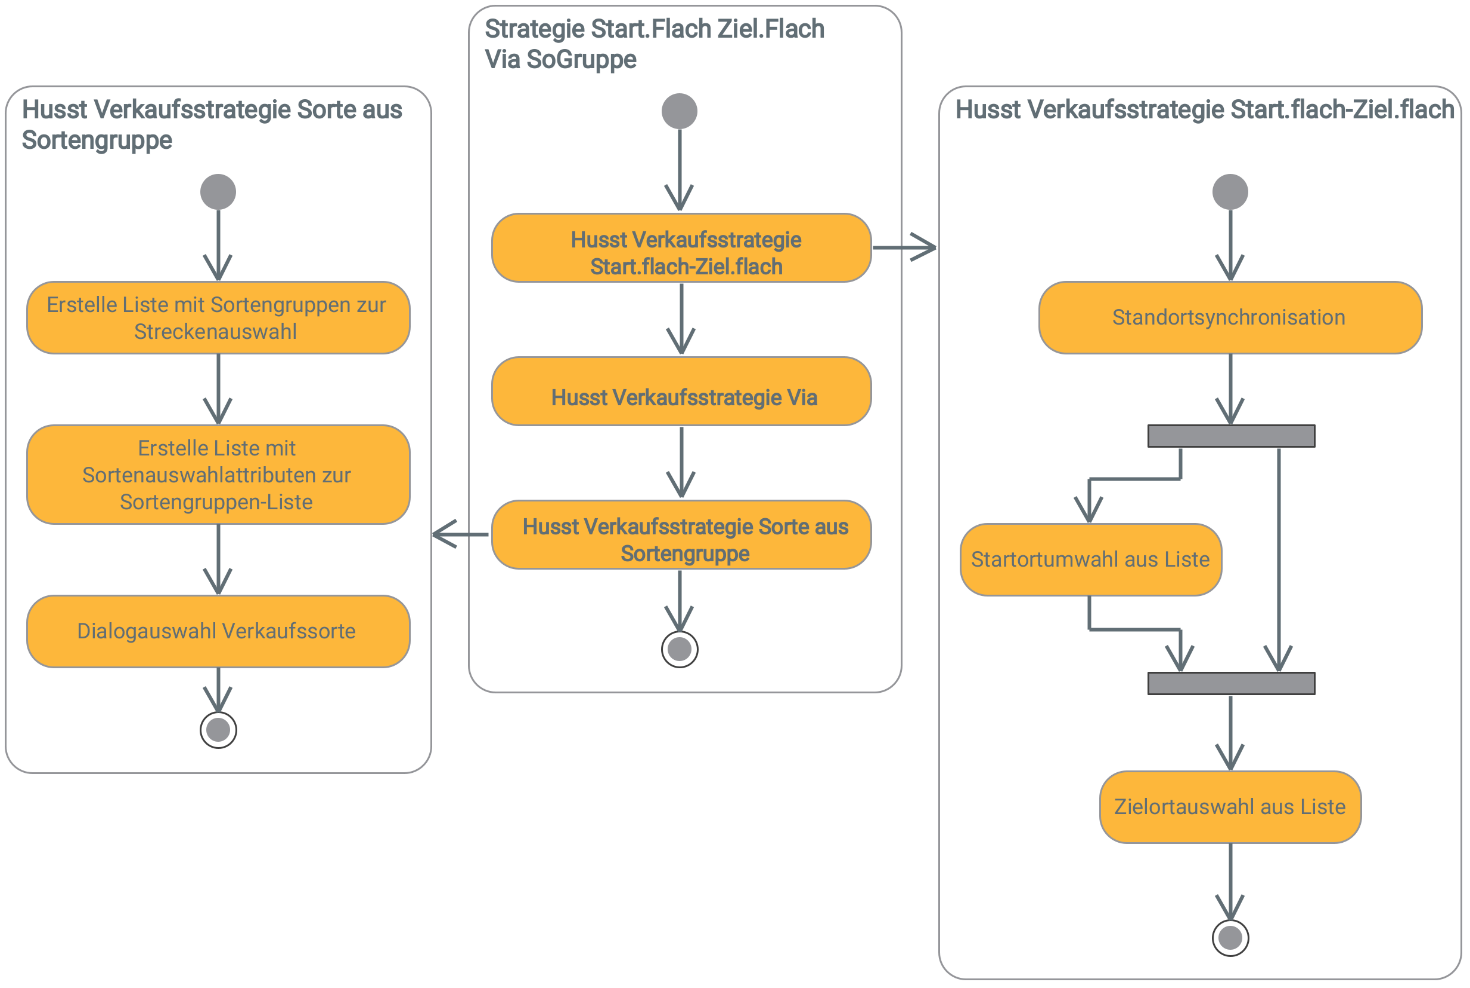 Husst Verkaufsstrategie Sorte aus
Sortengruppe
Erstelle Liste mit Sortengruppen zur
Streckenauswahl
Erstelle Liste mit
Sortenauswahlattributen zur
Sortengruppen-Liste
Dialogauswahl Verkaufssorte
Strategie Start.Flach Ziel.Flach
Via SoGruppe
Husst Verkaufsstrategie
Start.flach-Ziel.flach
Husst Verkaufsstrategie Via
Husst Verkaufsstrategie Sorte aus
Sortengruppe
Husst Verkaufsstrategie Start.flach-Ziel.flach
Standortsynchronisation
Startortumwahl aus Liste
Zielortauswahl aus Liste